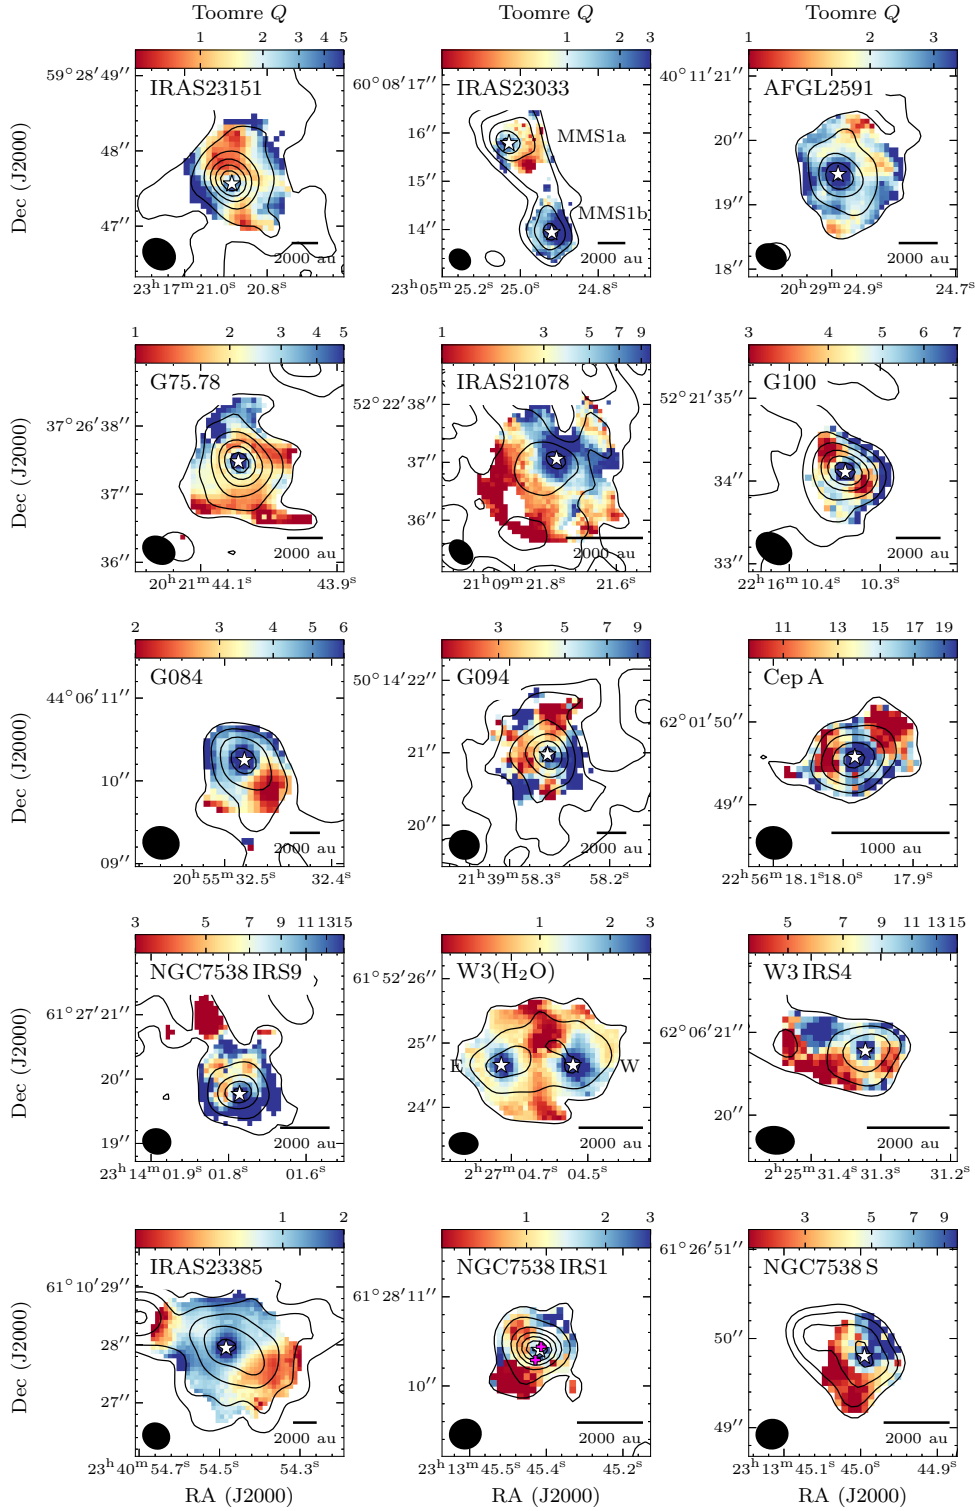 Toomre Q Toomre Q Toomre Q
1 2 3 4 5 1 2 3 1 2 3
IRAS23151 IRAS23033 AFGL2591
59°28′49″ 48″ 47″ Dec (J2000)
60°08′17″ 16″ 15″ 14″ MMS1a MMS1b
40°11′21″ 20″ 19″ 18″
2000 au 2000 au 2000 au
23ʰ17ᵐ21.0ˢ 20.8ˢ 23ʰ05ᵐ25.2ˢ 25.0ˢ 24.8ˢ 20ʰ29ᵐ24.9ˢ 24.7ˢ
1 2 3 4 5 1 3 5 7 9 3 4 5 6 7
G75.78 IRAS21078 G100
37°26′38″ 37″ 36″ Dec (J2000)
52°22′38″ 37″ 36″
52°21′35″ 34″ 33″
2000 au 2000 au 2000 au
20ʰ21ᵐ44.1ˢ 43.9ˢ 21ʰ09ᵐ21.8ˢ 21.6ˢ 22ʰ16ᵐ10.4ˢ 10.3ˢ
2 3 4 5 6 3 5 7 9 11 13 15 17 19
G084 G094 Cep A
44°06′11″ 10″ 09″ Dec (J2000)
50°14′22″ 21″ 20″
62°01′50″ 49″
2000 au 2000 au 1000 au
20ʰ55ᵐ32.5ˢ 32.4ˢ 21ʰ39ᵐ58.3ˢ 58.2ˢ 22ʰ56ᵐ18.1ˢ 18.0ˢ 17.9ˢ
3 5 7 9 11 13 15 1 2 3 5 7 9 11 13 15
NGC7538 IRS9 W3(H₂O) W3 IRS4
61°27′21″ 20″ 19″ Dec (J2000)
61°52′26″ 25″ 24″ E W
62°06′21″ 20″
2000 au 2000 au 2000 au
23ʰ14ᵐ01.9ˢ 01.8ˢ 01.6ˢ 2ʰ27ᵐ04.7ˢ 04.5ˢ 2ʰ25ᵐ31.4ˢ 31.3ˢ 31.2ˢ
1 2 1 2 3 3 5 7 9
IRAS23385 NGC7538 IRS1 NGC7538 S
61°10′29″ 28″ 27″ Dec (J2000)
61°28′11″ 10″
61°26′51″ 50″ 49″
2000 au 2000 au 2000 au
23ʰ40ᵐ54.7ˢ 54.5ˢ 54.3ˢ 23ʰ13ᵐ45.5ˢ 45.4ˢ 45.2ˢ 23ʰ13ᵐ45.1ˢ 45.0ˢ 44.9ˢ
RA (J2000) RA (J2000) RA (J2000)